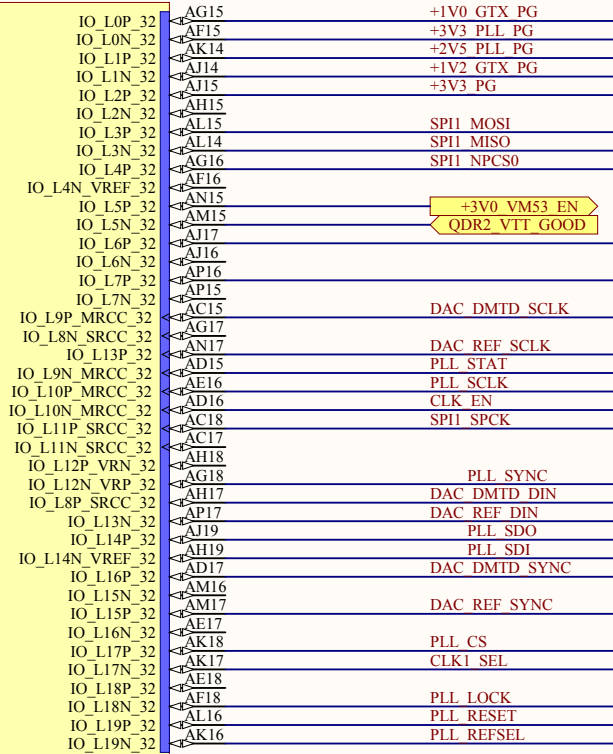 IO_L0P_32 AG15 +1V0_GTX_PG
IO_L0N_32 AF15 +3V3_PLL_PG
IO_L1P_32 AK14 +2V5_PLL_PG
IO_L1N_32 AJ14 +1V2_GTX_PG
IO_L2P_32 AJ15 +3V3_PG
IO_L2N_32 AH15
IO_L3P_32 AL15 SPI1_MOSI
IO_L3N_32 AL14 SPI1_MISO
IO_L4P_32 AG16 SPI1_NPCS0
IO_L4N_VREF_32 AF16
IO_L5P_32 AN15 +3V0_VM53_EN
IO_L5N_32 AM15 QDR2_VTT_GOOD
IO_L6P_32 AJ17
IO_L6N_32 AJ16
IO_L7P_32 AP16
IO_L7N_32 AP15
IO_L9P_MRCC_32 AC15 DAC_DMTD_SCLK
IO_L8N_SRCC_32 AG17
IO_L13P_32 AN17 DAC_REF_SCLK
IO_L9N_MRCC_32 AD15 PLL_STAT
IO_L10P_MRCC_32 AE16 PLL_SCLK
IO_L10N_MRCC_32 AD16 CLK_EN
IO_L11P_SRCC_32 AC18 SPI1_SPCK
IO_L11N_SRCC_32 AC17
IO_L12P_VRN_32 AH18
IO_L12N_VRP_32 AG18 PLL_SYNC
IO_L8P_SRCC_32 AH17 DAC_DMTD_DIN
IO_L13N_32 AP17 DAC_REF_DIN
IO_L14P_32 AJ19 PLL_SDO
IO_L14N_VREF_32 AH19 PLL_SDI
IO_L16P_32 AD17 DAC_DMTD_SYNC
IO_L15N_32 AM16
IO_L15P_32 AM17 DAC_REF_SYNC
IO_L16N_32 AE17
IO_L17P_32 AK18 PLL_CS
IO_L17N_32 AK17 CLK1_SEL
IO_L18P_32 AE18
IO_L18N_32 AF18 PLL_LOCK
IO_L19P_32 AL16 PLL_RESET
IO_L19N_32 AK16 PLL_REFSEL